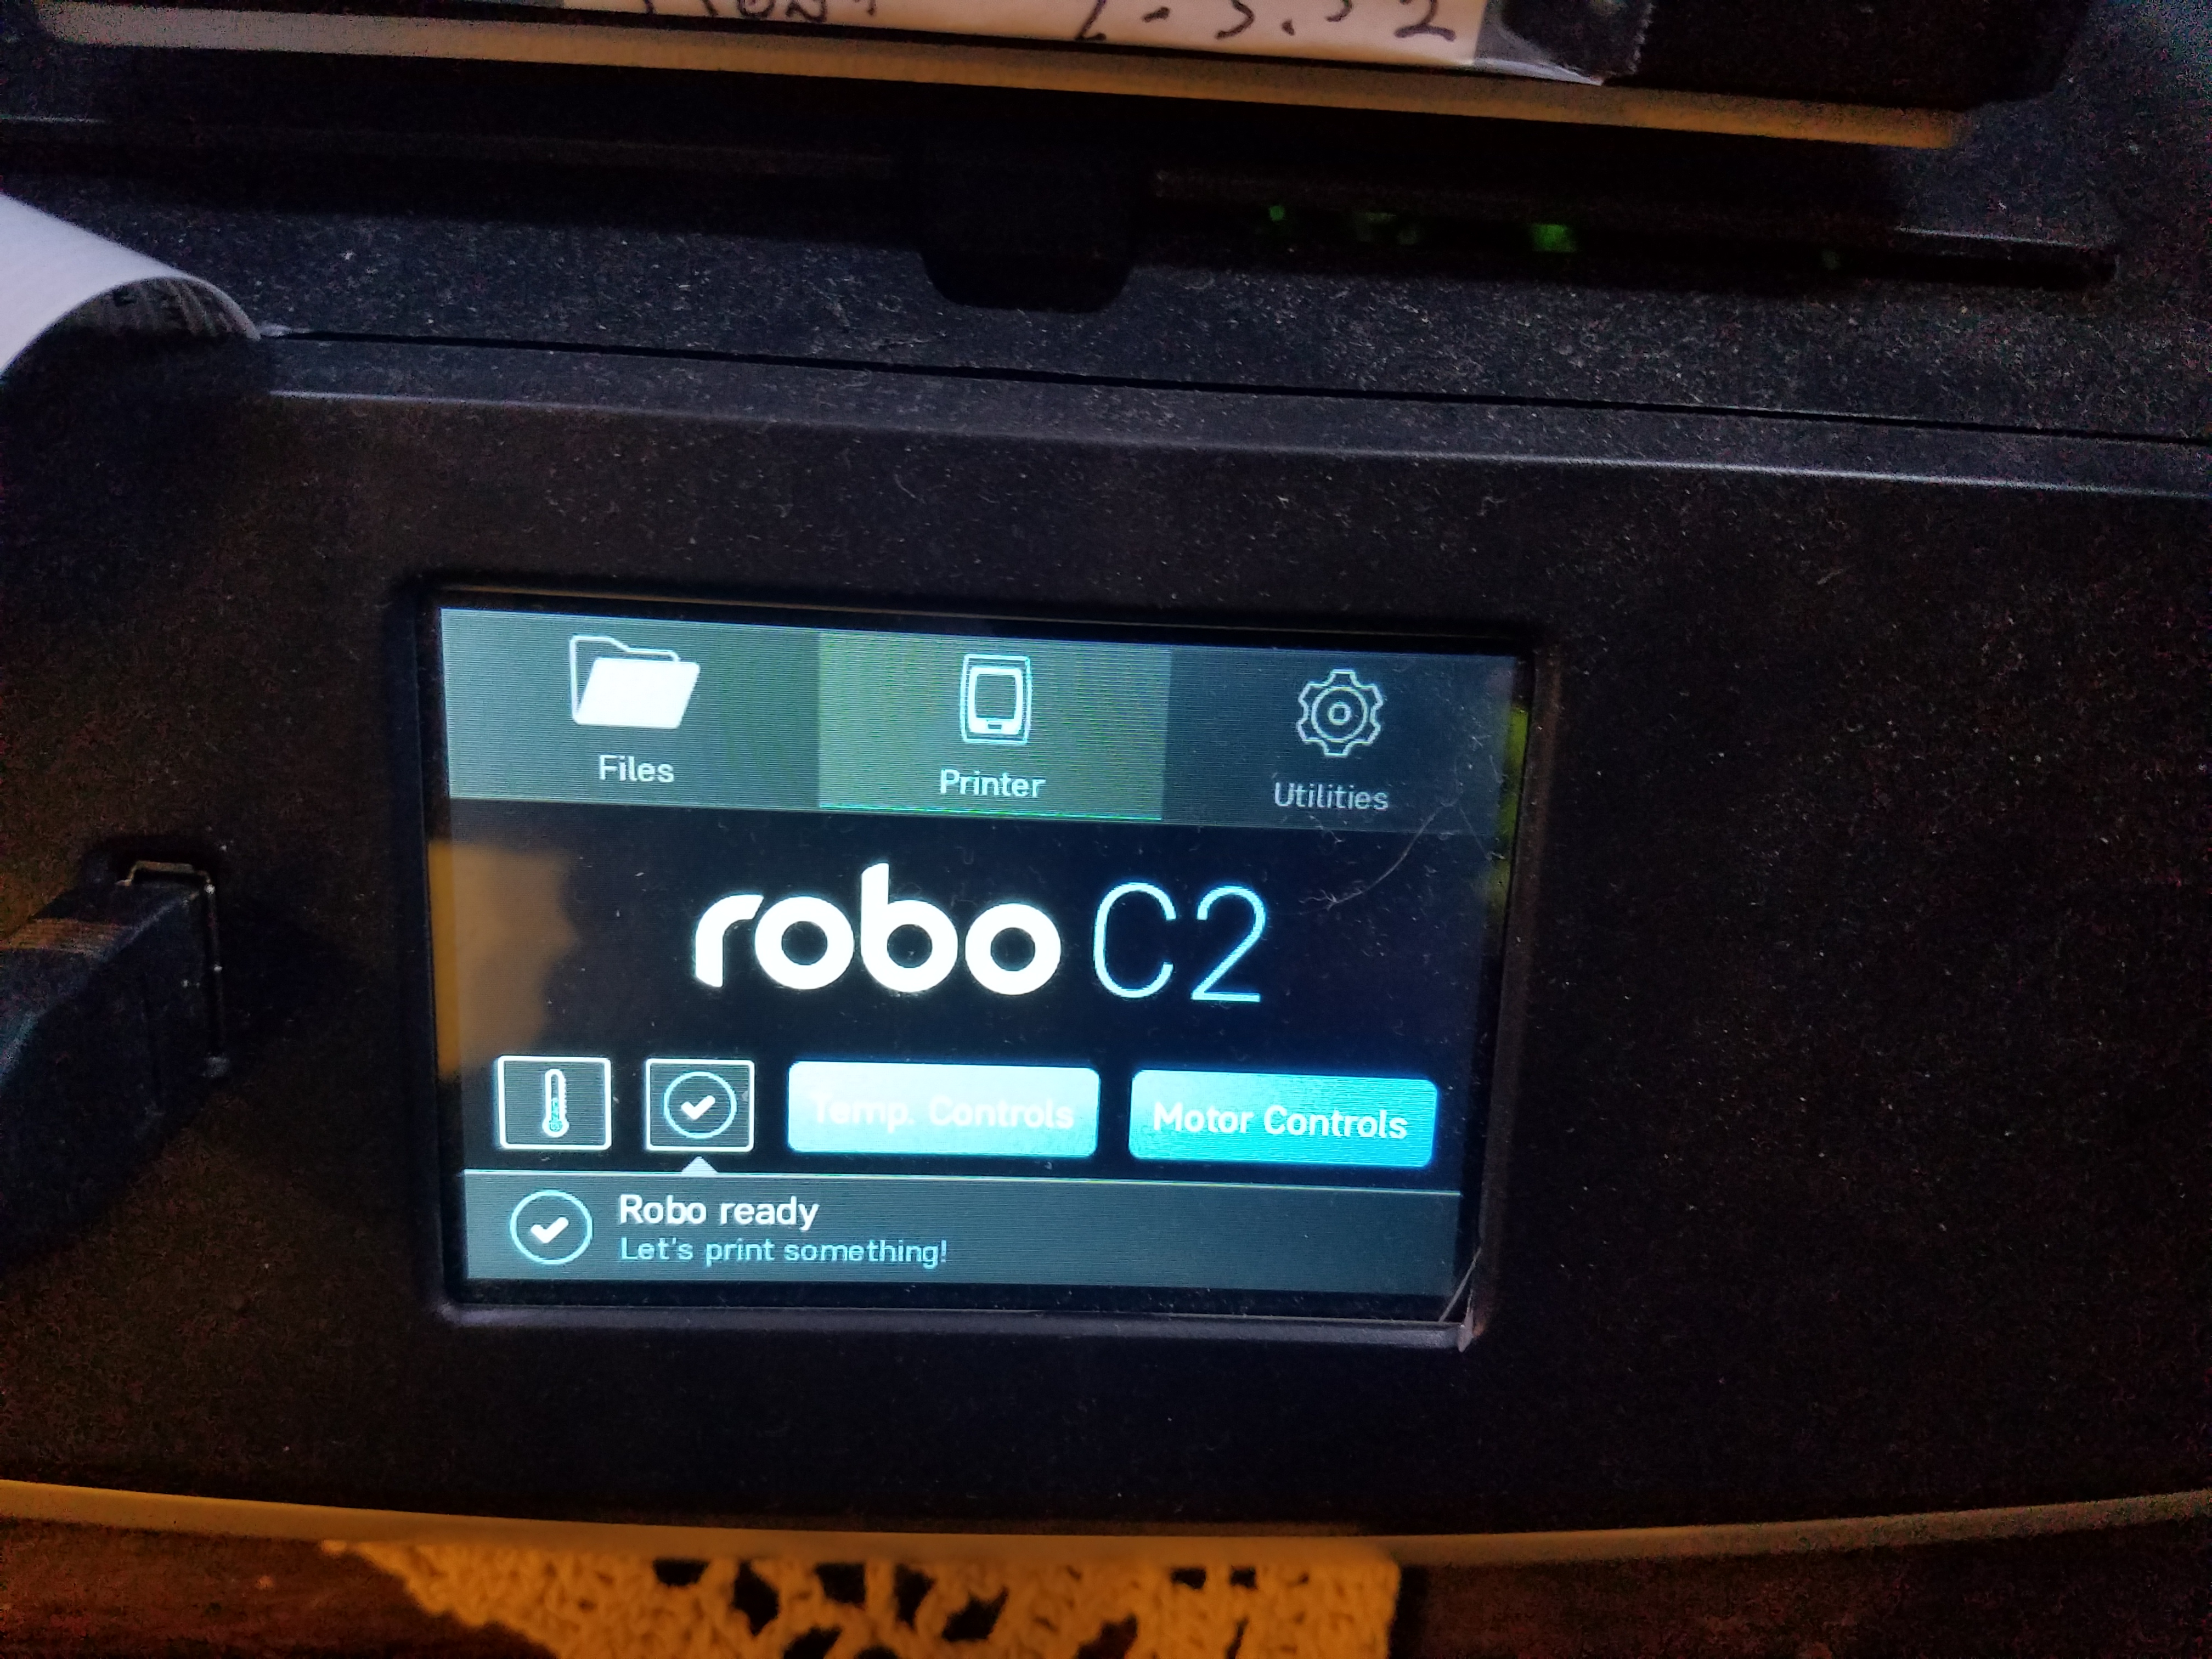 Files
Printer
Utilities
robo C2
Temp. Controls
Motor Controls
Robo ready
Let's print something!